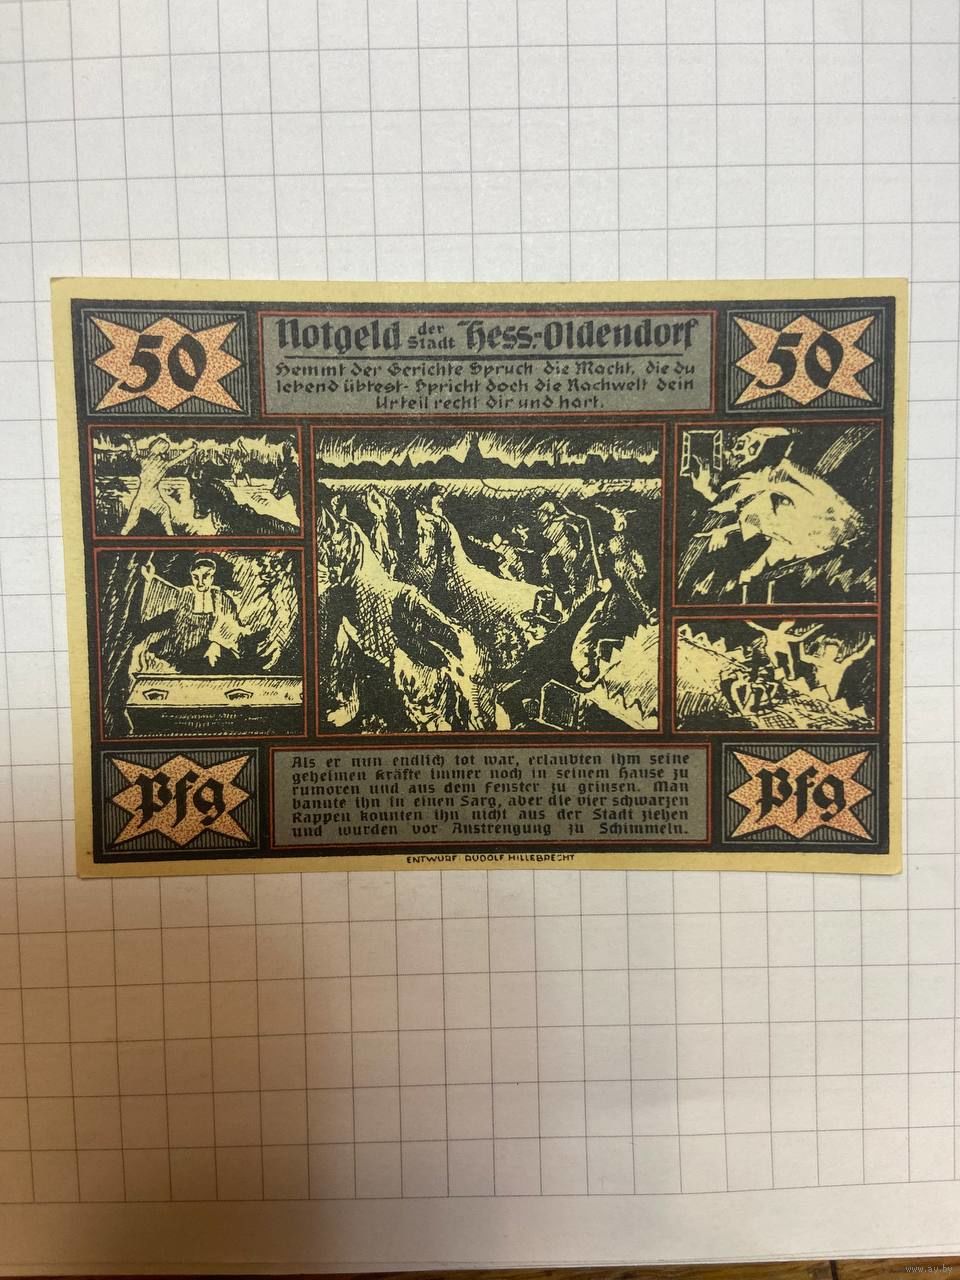 50
Notgeld der Stadt Hess.-Oldendorf
50
Hemmt der Gerichte Spruch die Macht, die du
lebend übtest- Spricht doch die Nachwelt dein
Urteil recht dir und hart.
Pfg
Als er nun endlich tot war, erlaubten ihm seine
geheimen Kräfte immer noch in seinem Hause zu
rumoren und aus dem Fenster zu grinsen. Man
bannte ihn in einen Sarg, aber die vier schwarzen
Rappen konnten ihn nicht aus der Stadt ziehen
und wurden vor Anstrengung zu Schimmeln.
Pfg
ENTWURF: RUDOLF HILLEBRECHT
www.ay.by